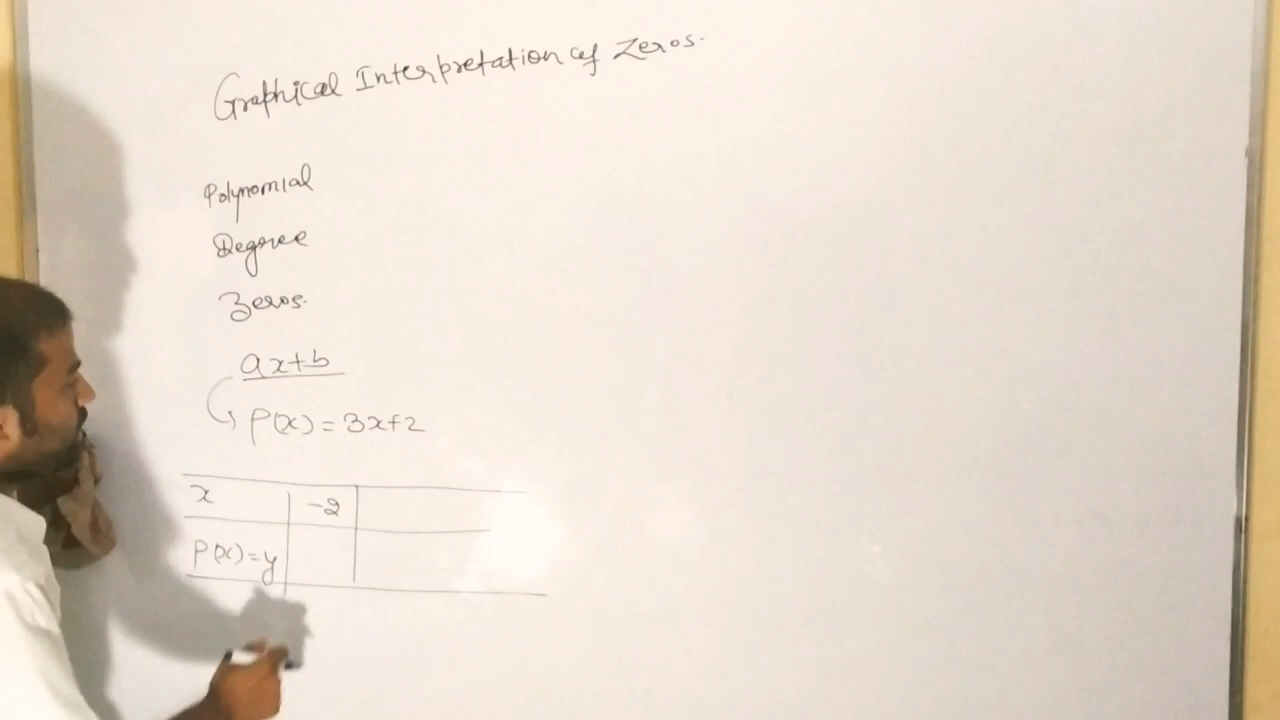 Graphical Interpretation of Zeros.
Polynomial
Degree
Zeros.
ax+b
P(x)=3x+2
x -2
P(x)=y